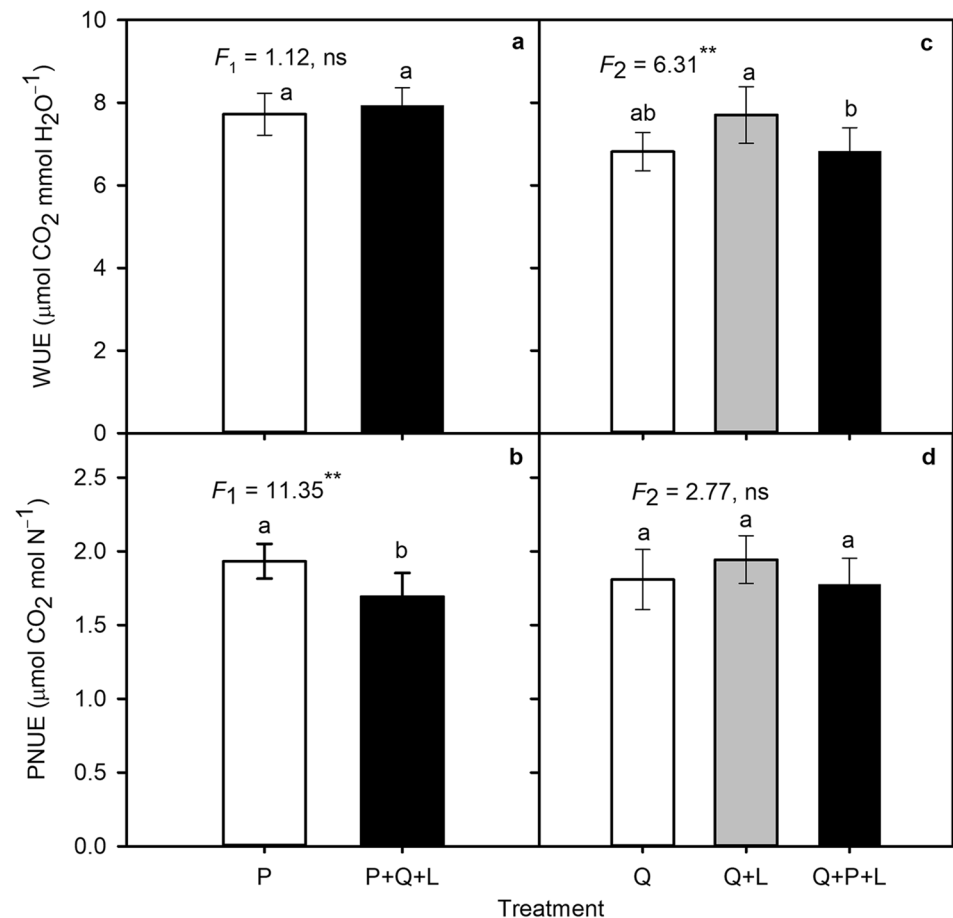 WUE (μmol CO₂ mmol H₂O⁻¹)
10
8
6
4
2
0
a
F₁ = 1.12, ns
a
a
c
F₂ = 6.31**
ab
a
b
PNUE (μmol CO₂ mol N⁻¹)
2.5
2.0
1.5
1.0
0.5
0.0
b
F₁ = 11.35**
a
b
d
F₂ = 2.77, ns
a
a
a
P
P+Q+L
Q
Q+L
Q+P+L
Treatment